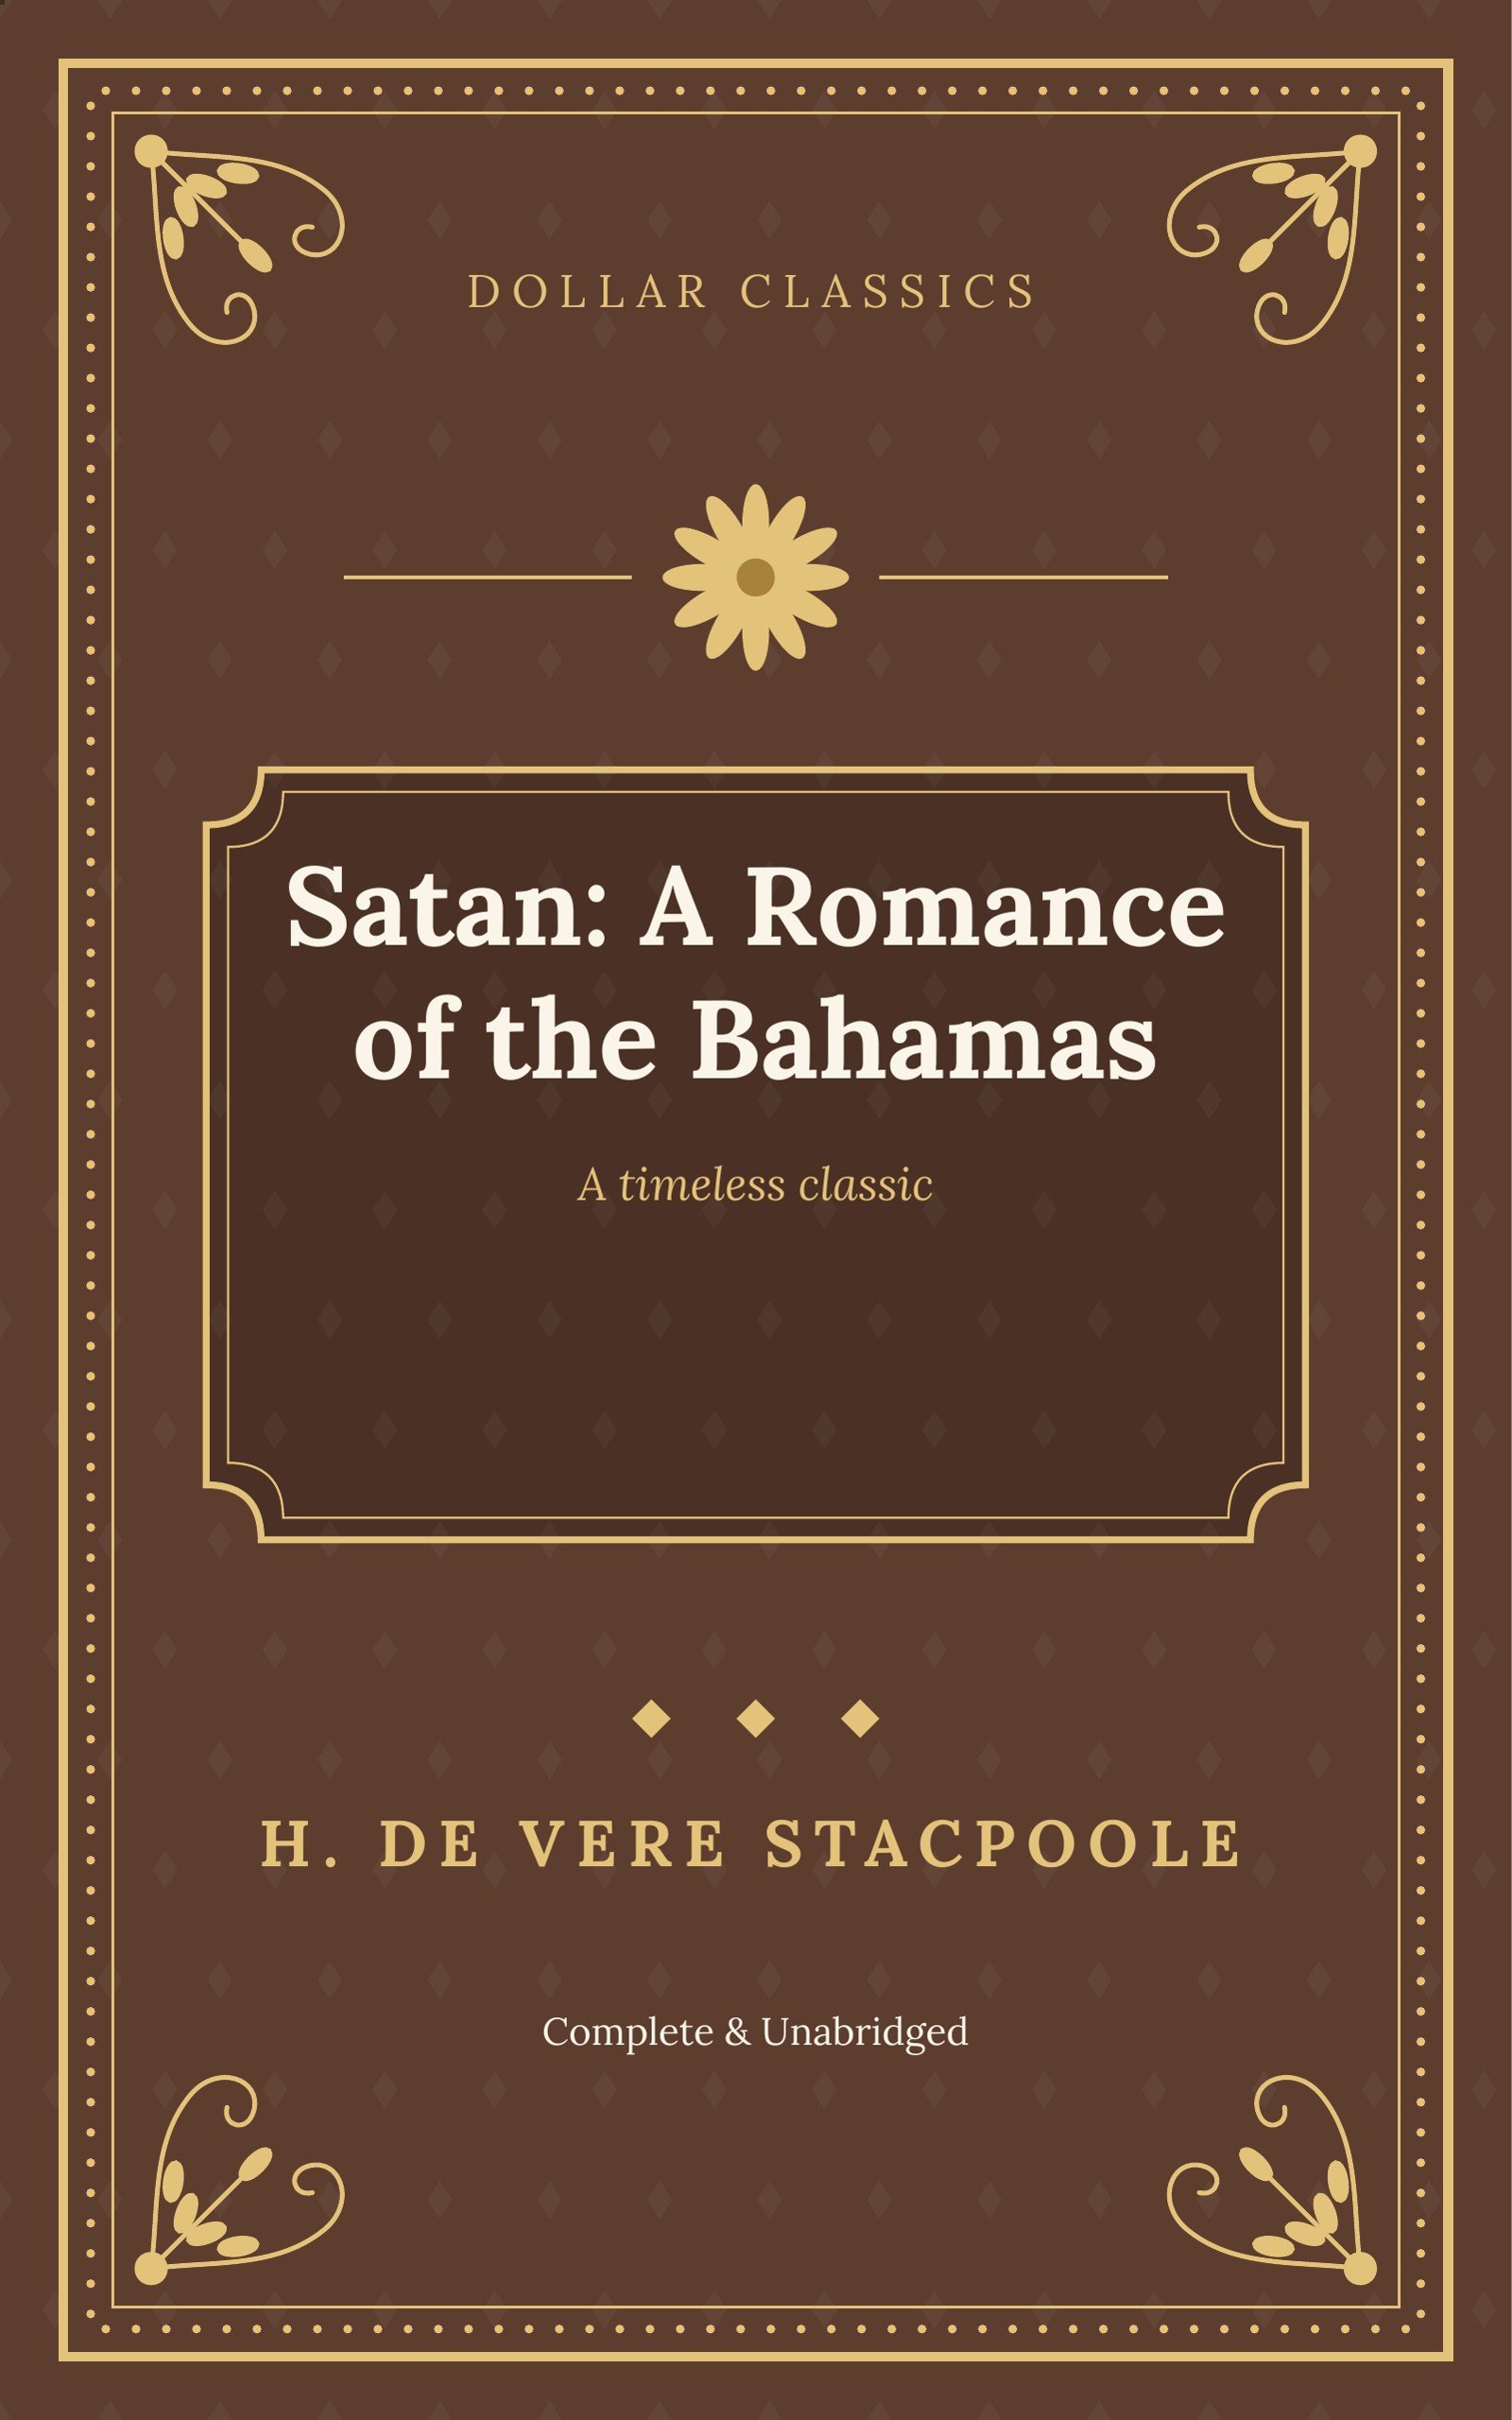 DOLLAR CLASSICS
Satan: A Romance
of the Bahamas
A timeless classic
H. DE VERE STACPOOLE
Complete & Unabridged